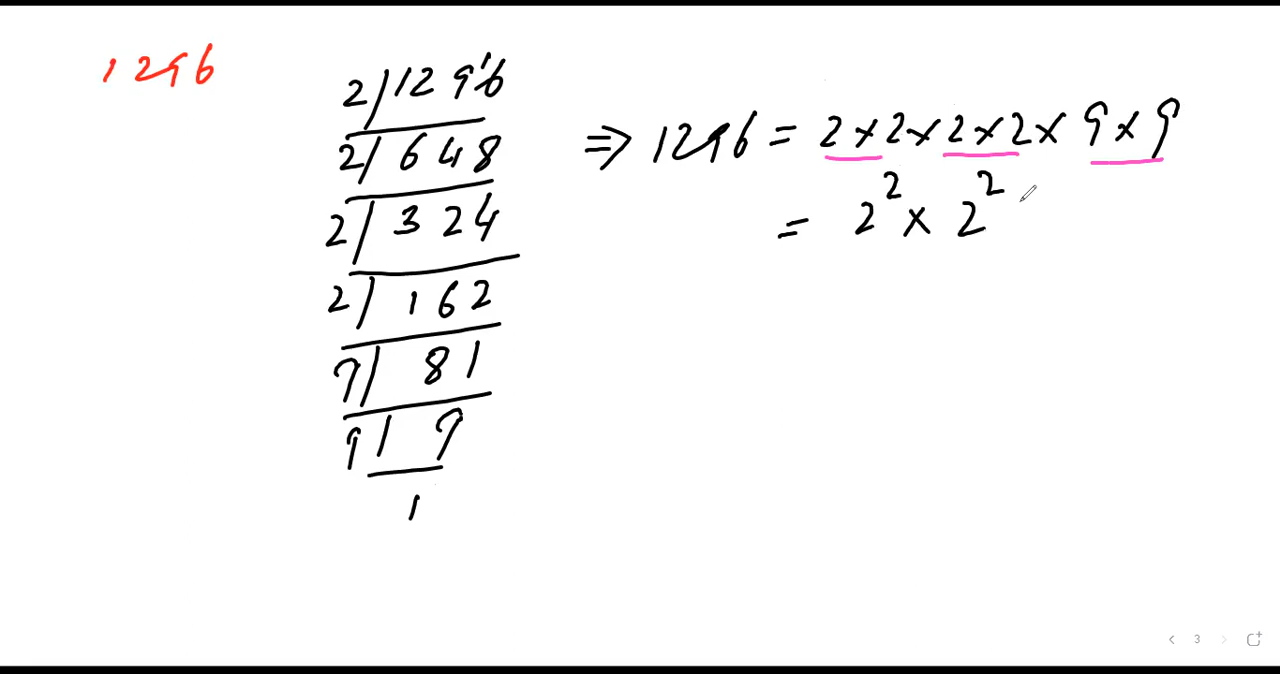 1296
2 | 1296
2 | 648
2 | 324
2 | 162
9 | 81
9 | 9
1
⇒ 1296 = 2 × 2 × 2 × 2 × 9 × 9
= 2² × 2²
< 3 >